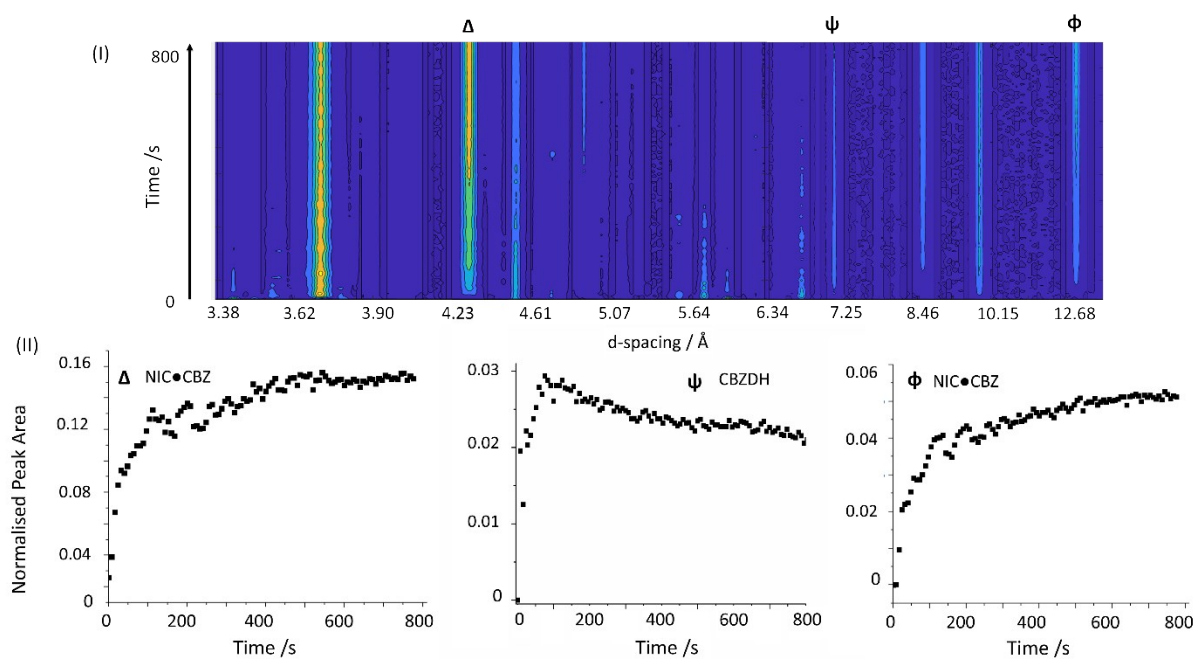 Δ ψ ϕ
(I)
800
Time /s
0
3.38 3.62 3.90 4.23 4.61 5.07 5.64 6.34 7.25 8.46 10.15 12.68
d-spacing / Å
(II)
Normalised Peak Area
0.16
0.12
0.08
0.04
0
Δ NIC●CBZ
0 200 400 600 800
Time /s
0.03
0.02
0.01
0
ψ CBZDH
0 200 400 600 800
Time /s
0.06
0.04
0.02
0
ϕ NIC●CBZ
0 200 400 600 800
Time /s